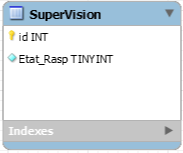 SuperVision
id INT
Etat_Rasp TINYINT
Indexes